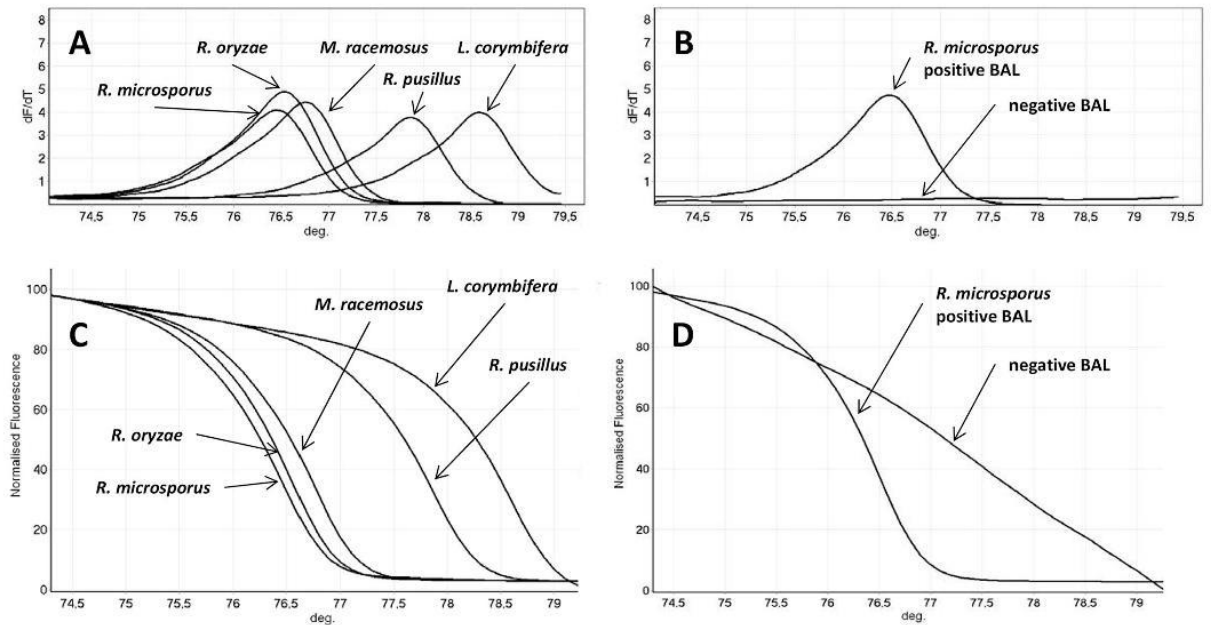 A
8
7
6
5
4
3
2
1
dF/dT
R. oryzae
M. racemosus
L. corymbifera
R. microsporus
R. pusillus
74,5 75 75,5 76 76,5 77 77,5 78 78,5 79 79,5
deg.
B
8
7
6
5
4
3
2
1
dF/dT
R. microsporus
positive BAL
negative BAL
74,5 75 75,5 76 76,5 77 77,5 78 78,5 79 79,5
deg.
C
100
80
60
40
20
0
Normalised Fluorescence
L. corymbifera
M. racemosus
R. pusillus
R. oryzae
R. microsporus
74,5 75 75,5 76 76,5 77 77,5 78 78,5 79
deg.
D
100
80
60
40
20
0
Normalised Fluorescence
R. microsporus
positive BAL
negative BAL
74,5 75 75,5 76 76,5 77 77,5 78 78,5 79
deg.